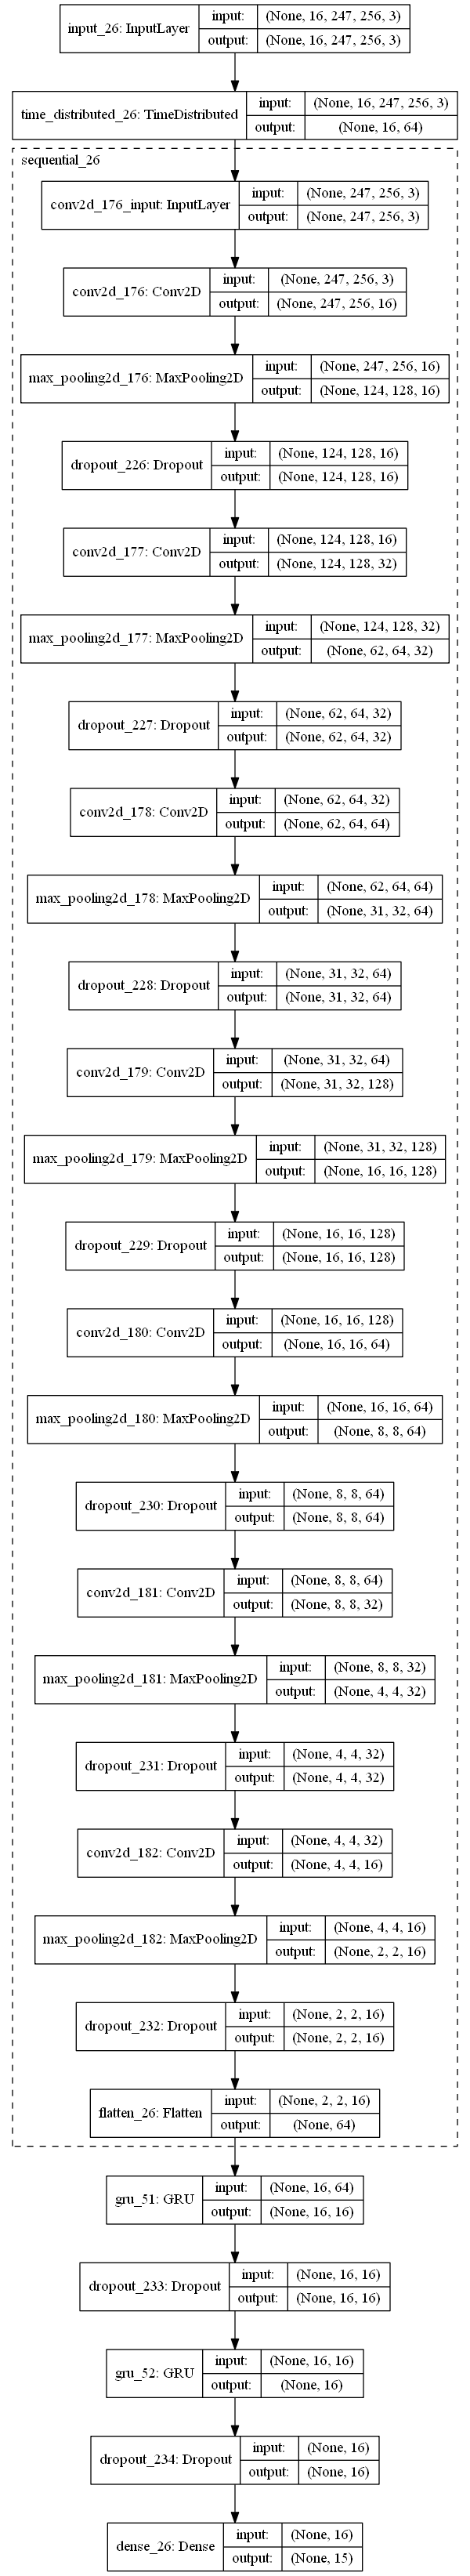 input_26: InputLayer
input: (None, 16, 247, 256, 3)
output: (None, 16, 247, 256, 3)
time_distributed_26: TimeDistributed
input: (None, 16, 247, 256, 3)
output: (None, 16, 64)
sequential_26
conv2d_176_input: InputLayer
input: (None, 247, 256, 3)
output: (None, 247, 256, 3)
conv2d_176: Conv2D
input: (None, 247, 256, 3)
output: (None, 247, 256, 16)
max_pooling2d_176: MaxPooling2D
input: (None, 247, 256, 16)
output: (None, 124, 128, 16)
dropout_226: Dropout
input: (None, 124, 128, 16)
output: (None, 124, 128, 16)
conv2d_177: Conv2D
input: (None, 124, 128, 16)
output: (None, 124, 128, 32)
max_pooling2d_177: MaxPooling2D
input: (None, 124, 128, 32)
output: (None, 62, 64, 32)
dropout_227: Dropout
input: (None, 62, 64, 32)
output: (None, 62, 64, 32)
conv2d_178: Conv2D
input: (None, 62, 64, 32)
output: (None, 62, 64, 64)
max_pooling2d_178: MaxPooling2D
input: (None, 62, 64, 64)
output: (None, 31, 32, 64)
dropout_228: Dropout
input: (None, 31, 32, 64)
output: (None, 31, 32, 64)
conv2d_179: Conv2D
input: (None, 31, 32, 64)
output: (None, 31, 32, 128)
max_pooling2d_179: MaxPooling2D
input: (None, 31, 32, 128)
output: (None, 16, 16, 128)
dropout_229: Dropout
input: (None, 16, 16, 128)
output: (None, 16, 16, 128)
conv2d_180: Conv2D
input: (None, 16, 16, 128)
output: (None, 16, 16, 64)
max_pooling2d_180: MaxPooling2D
input: (None, 16, 16, 64)
output: (None, 8, 8, 64)
dropout_230: Dropout
input: (None, 8, 8, 64)
output: (None, 8, 8, 64)
conv2d_181: Conv2D
input: (None, 8, 8, 64)
output: (None, 8, 8, 32)
max_pooling2d_181: MaxPooling2D
input: (None, 8, 8, 32)
output: (None, 4, 4, 32)
dropout_231: Dropout
input: (None, 4, 4, 32)
output: (None, 4, 4, 32)
conv2d_182: Conv2D
input: (None, 4, 4, 32)
output: (None, 4, 4, 16)
max_pooling2d_182: MaxPooling2D
input: (None, 4, 4, 16)
output: (None, 2, 2, 16)
dropout_232: Dropout
input: (None, 2, 2, 16)
output: (None, 2, 2, 16)
flatten_26: Flatten
input: (None, 2, 2, 16)
output: (None, 64)
gru_51: GRU
input: (None, 16, 64)
output: (None, 16, 16)
dropout_233: Dropout
input: (None, 16, 16)
output: (None, 16, 16)
gru_52: GRU
input: (None, 16, 16)
output: (None, 16)
dropout_234: Dropout
input: (None, 16)
output: (None, 16)
dense_26: Dense
input: (None, 16)
output: (None, 15)